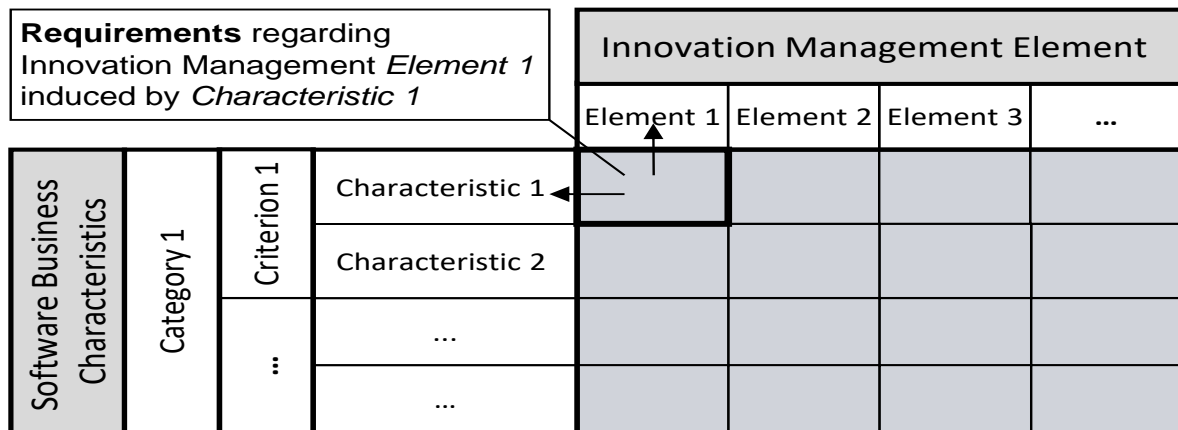 Requirements regarding
Innovation Management Element 1
induced by Characteristic 1
Innovation Management Element
Element 1
Element 2
Element 3
...
Software Business
Characteristics
Category 1
Criterion 1
...
Characteristic 1
Characteristic 2
...
...